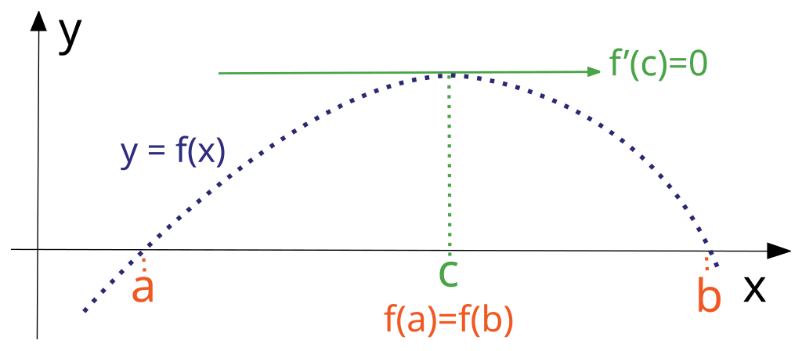 y
f’(c)=0
y = f(x)
a
c
b
x
f(a)=f(b)